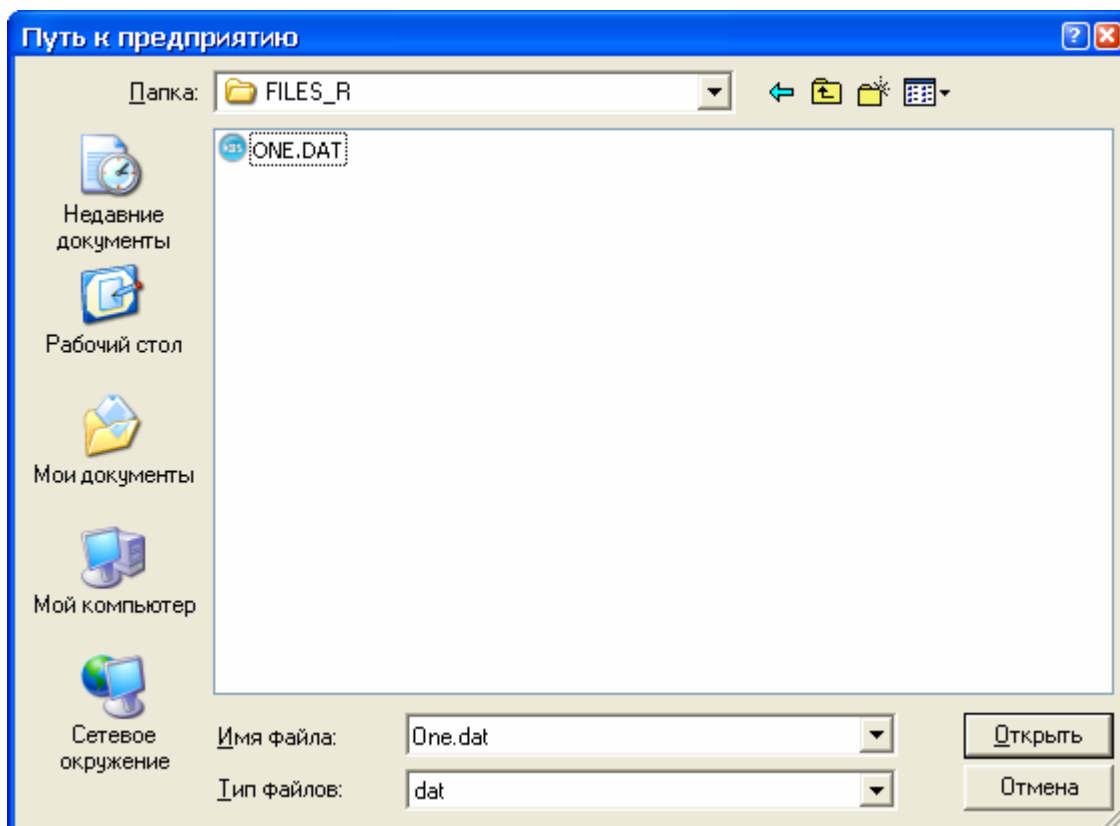 Путь к предприятию
Папка:
FILES_R
ONE.DAT
Недавние
документы
Рабочий стол
Мои документы
Мой компьютер
Сетевое
окружение
Имя файла:
One.dat
Открыть
Тип файлов:
dat
Отмена